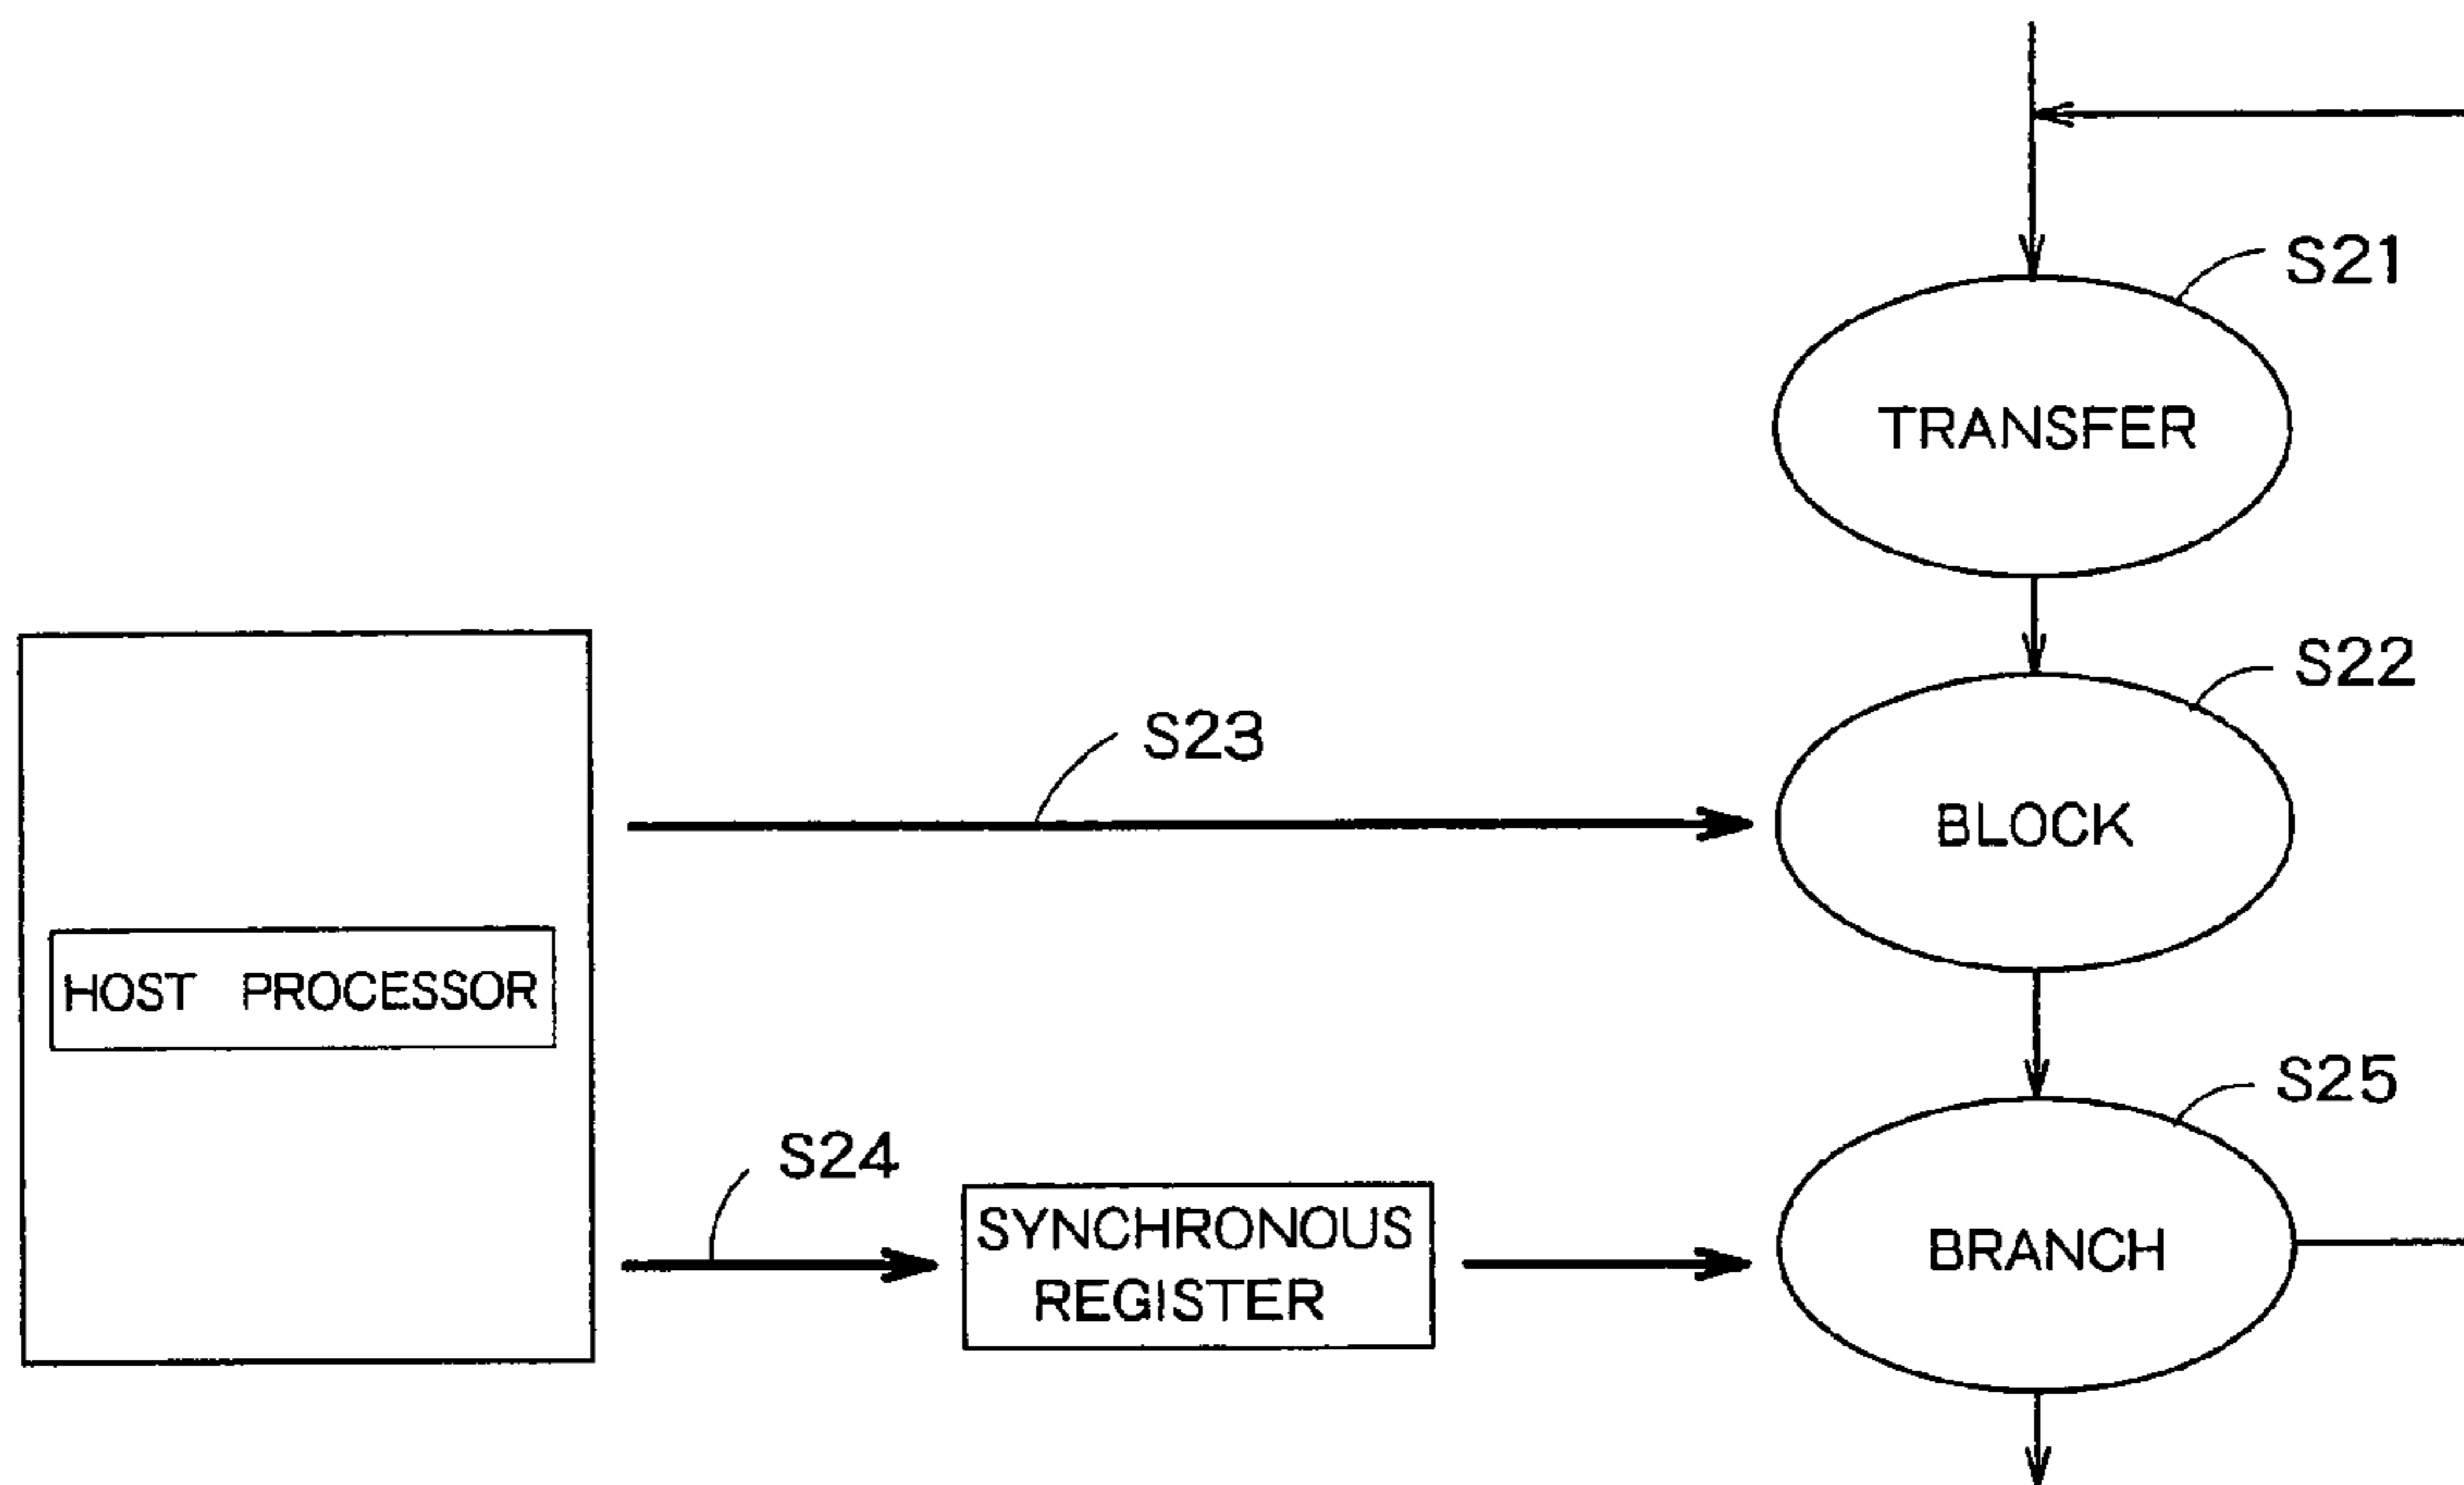 S21
TRANSFER
S22
S23
BLOCK
HOST PROCESSOR
S25
S24
SYNCHRONOUS
REGISTER
BRANCH